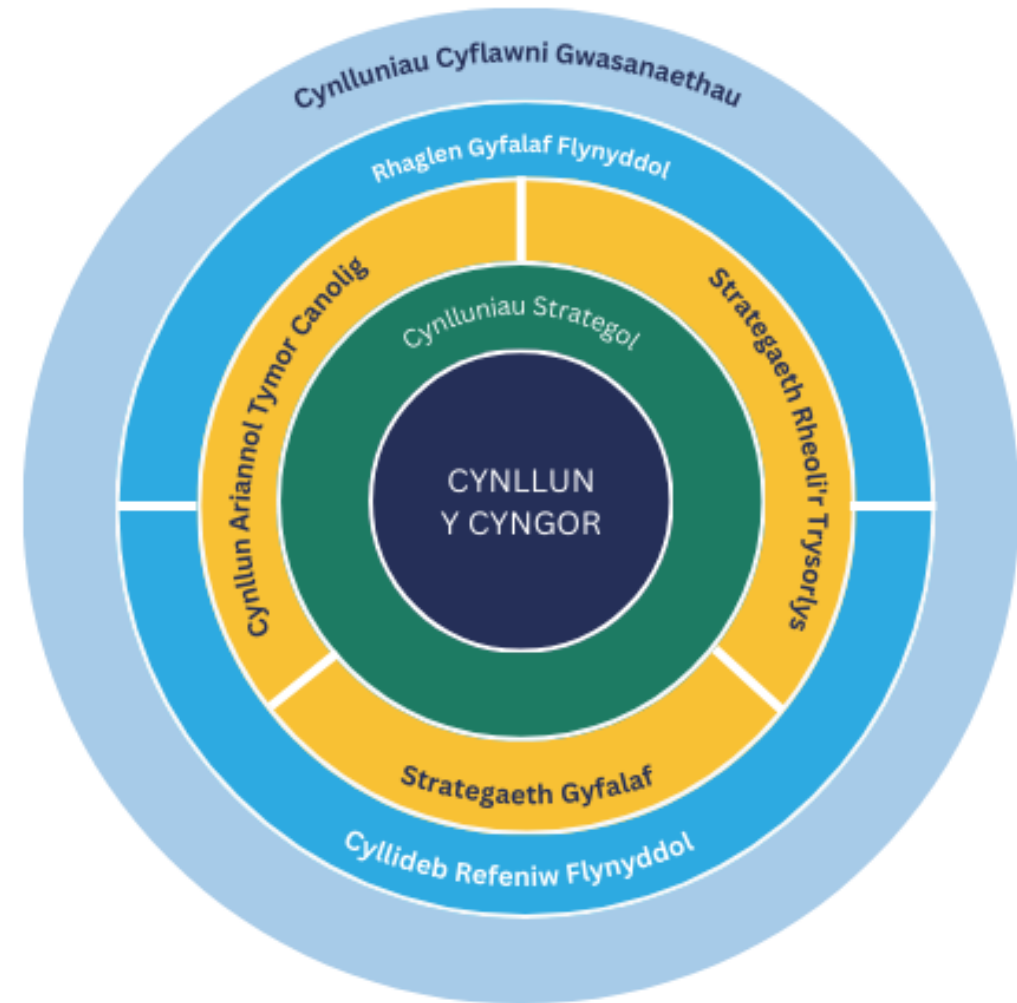 Cynlluniau Cyflawni Gwasanaethau
Rhaglen Gyfalaf Flynyddol
Cynllun Ariannol Tymor Canolig
Strategaeth Rheoli'r Trysorlys
Cynlluniau Strategol
CYNLLUN
Y CYNGOR
Strategaeth Gyfalaf
Cyllideb Refeniw Flynyddol